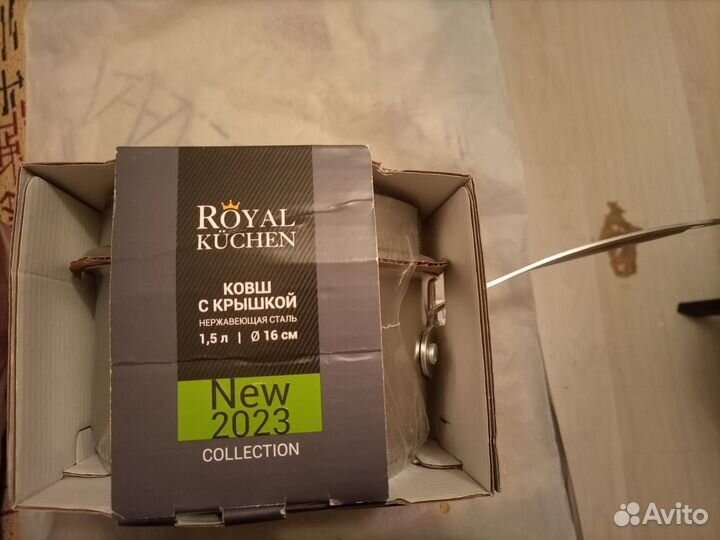 ROYAL
KÜCHEN
КОВШ
С КРЫШКОЙ
НЕРЖАВЕЮЩАЯ СТАЛЬ
1,5 л | Ø 16 см
New
2023
COLLECTION
Avito